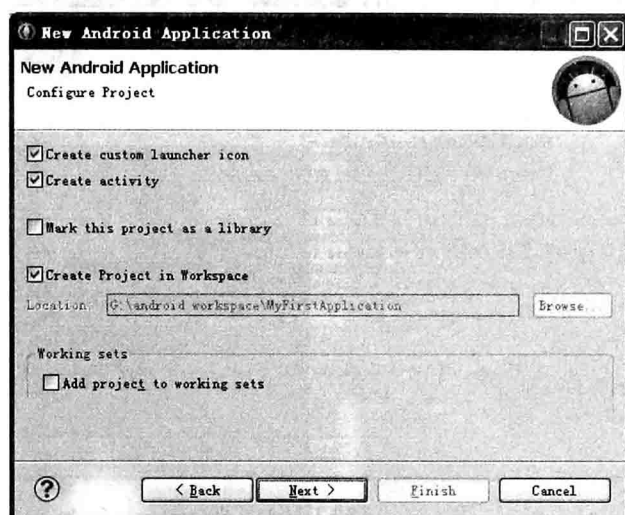 New Android Application
New Android Application
Configure Project
Create custom launcher icon
Create activity
Mark this project as a library
Create Project in Workspace
Location: G:\android workspace\MyFirstApplication Browse...
Working sets
Add project to working sets
? < Back Next > Finish Cancel